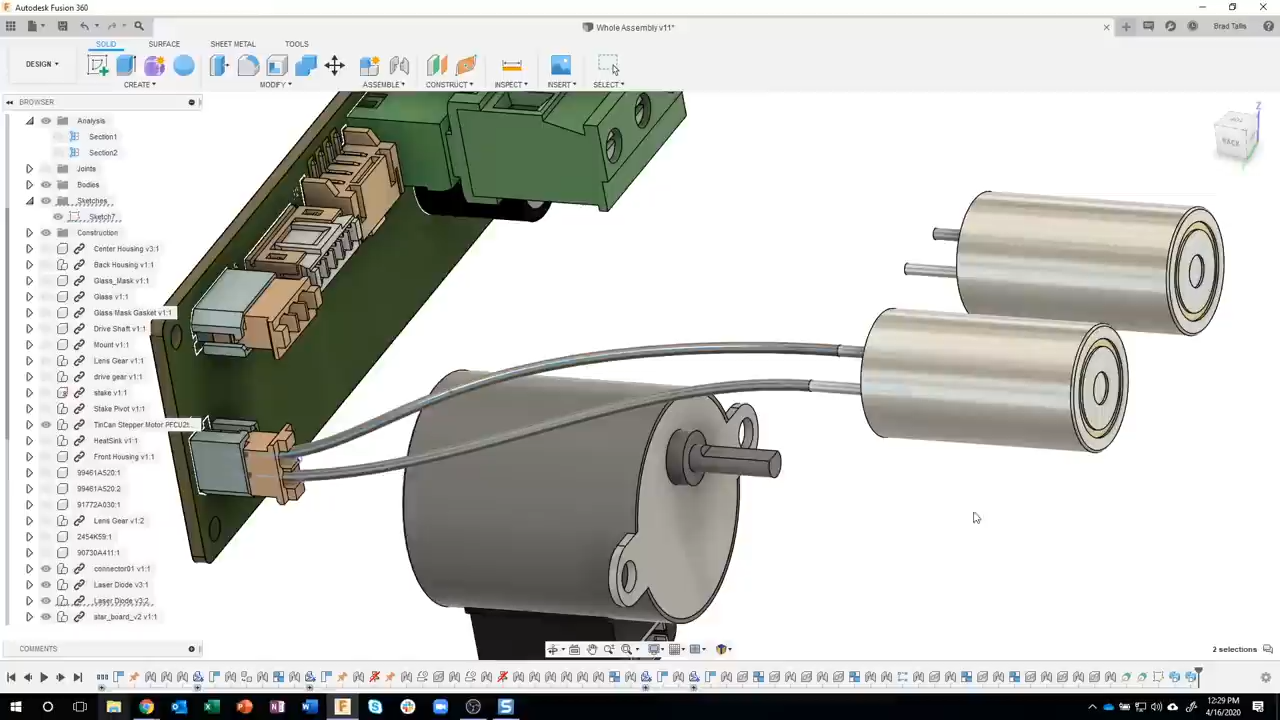 Autodesk Fusion 360
Whole Assembly v11*
Brad Tallis
DESIGN
SOLID SURFACE SHEET METAL TOOLS
CREATE MODIFY ASSEMBLE CONSTRUCT INSPECT INSERT SELECT
BROWSER
Analysis
Section1
Section2
Joints
Bodies
Sketches
Sketch7
Construction
Center Housing v3:1
Back Housing v1:1
Glass_Mask v1:1
Glass v1:1
Glass Mask Gasket v1:1
Drive Shaft v1:1
Mount v1:1
Lens Gear v1:1
drive gear v1:1
stake v1:1
Stake Pivot v1:1
TinCan Stepper Motor PFCU2...
HeatSink v1:1
Front Housing v1:1
99461A520:1
99461A520:2
91772A030:1
Lens Gear v1:2
2454K59:1
90730A411:1
connector01 v1:1
Laser Diode v3:1
Laser Diode v3:2
star_board_v2 v1:1
Z
BACK
COMMENTS
2 selections
12:29 PM
4/16/2020